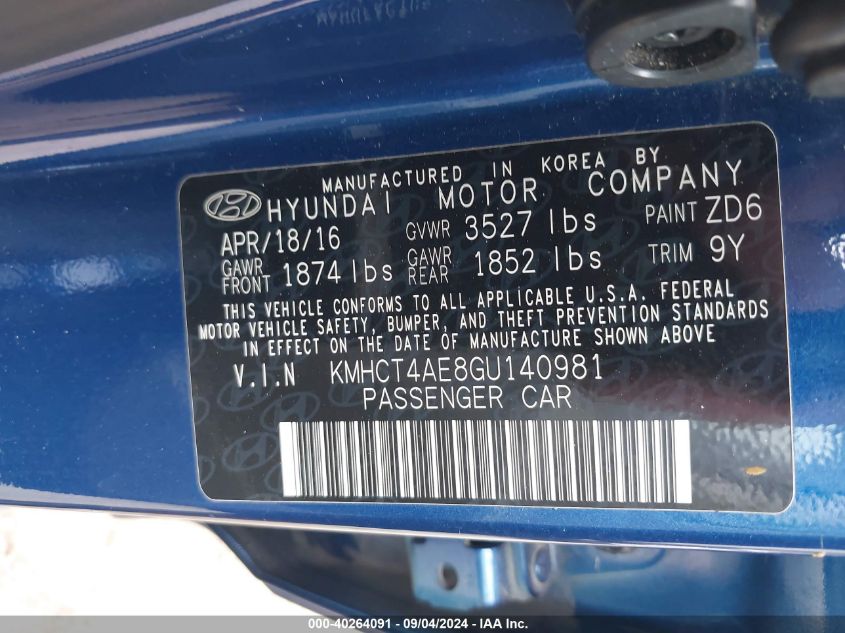 MANUFACTURED IN KOREA BY
HYUNDAI MOTOR COMPANY
APR/18/16 GVWR 3527 lbs PAINT ZD6
GAWR FRONT 1874 lbs GAWR REAR 1852 lbs TRIM 9Y
THIS VEHICLE CONFORMS TO ALL APPLICABLE U.S.A. FEDERAL
MOTOR VEHICLE SAFETY, BUMPER, AND THEFT PREVENTION STANDARDS
IN EFFECT ON THE DATE OF MANUFACTURE SHOWN ABOVE
V.I.N KMHCT4AE8GU140981
PASSENGER CAR
000-40264091 - 09/04/2024 - IAA Inc.